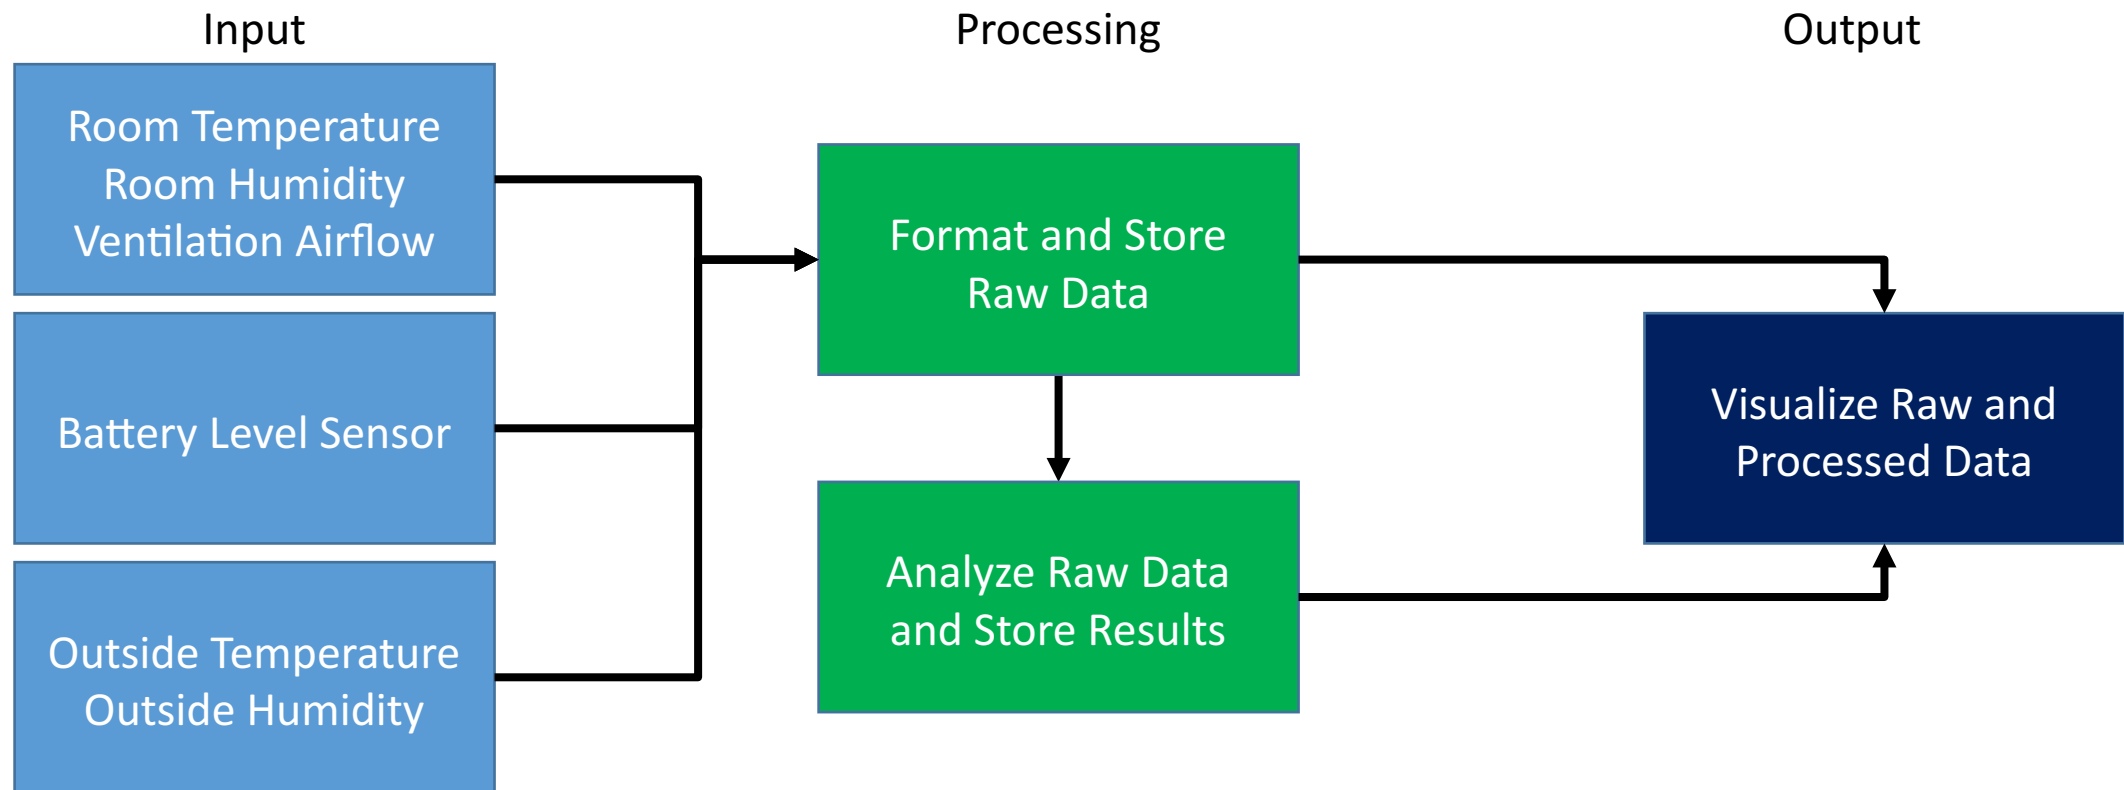 Input
Processing
Output
Room Temperature
Room Humidity
Ventilation Airflow
Battery Level Sensor
Outside Temperature
Outside Humidity
Format and Store
Raw Data
Analyze Raw Data
and Store Results
Visualize Raw and
Processed Data